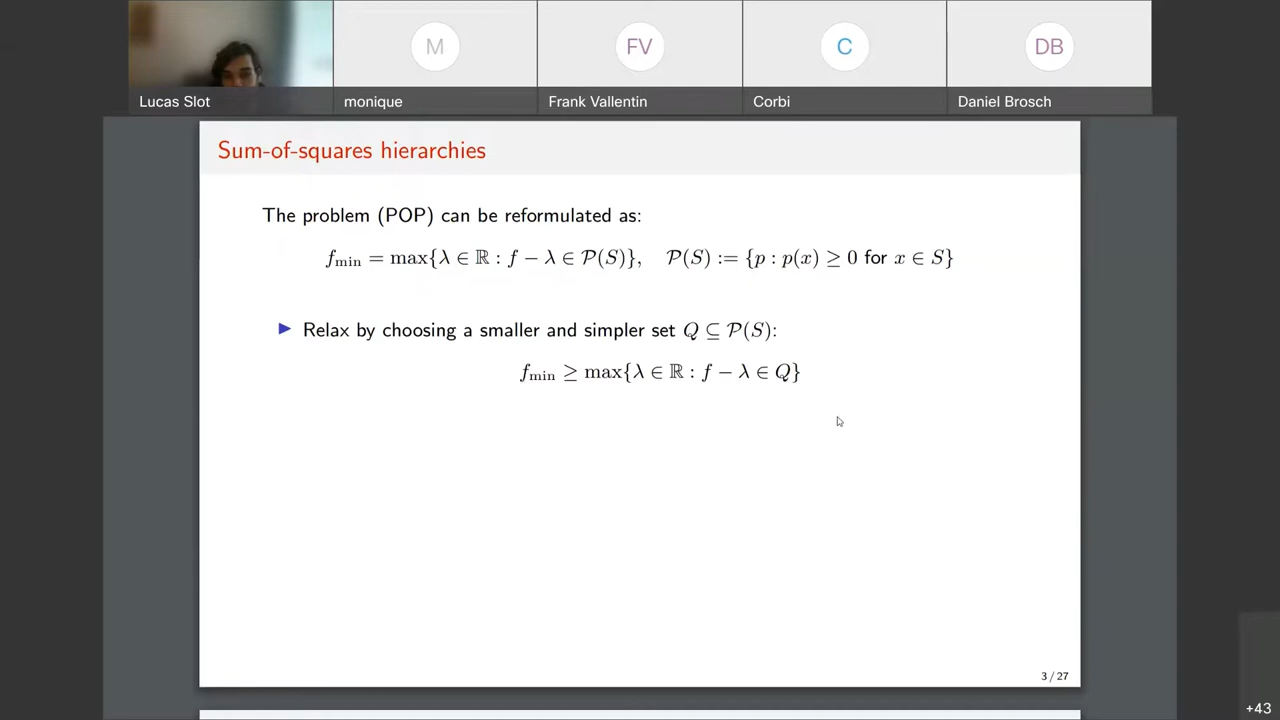 M
FV
C
DB
Lucas Slot
monique
Frank Vallentin
Corbi
Daniel Brosch
Sum-of-squares hierarchies
The problem (POP) can be reformulated as:
f_min = max{λ ∈ ℝ : f − λ ∈ 𝒫(S)}, 𝒫(S) := {p : p(x) ≥ 0 for x ∈ S}
▶ Relax by choosing a smaller and simpler set Q ⊆ 𝒫(S):
f_min ≥ max{λ ∈ ℝ : f − λ ∈ Q}
3 / 27
+43